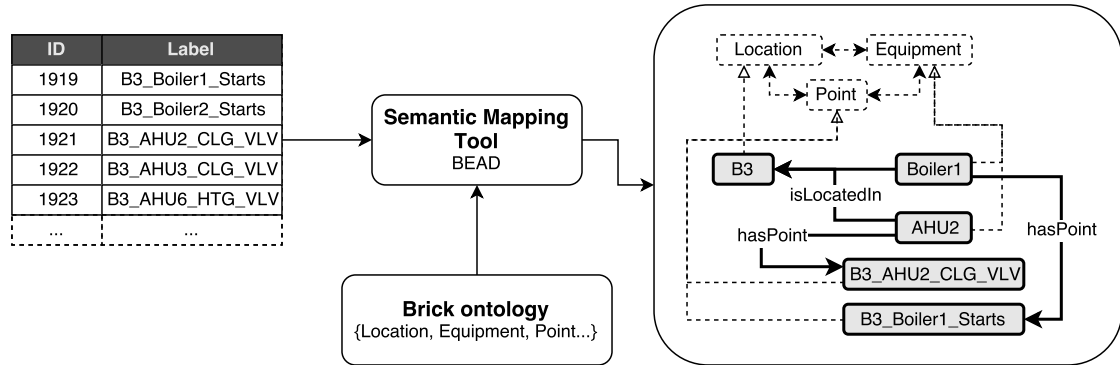 ID Label
1919 B3_Boiler1_Starts
1920 B3_Boiler2_Starts
1921 B3_AHU2_CLG_VLV
1922 B3_AHU3_CLG_VLV
1923 B3_AHU6_HTG_VLV
... ...
Semantic Mapping
Tool
BEAD
Brick ontology
{Location, Equipment, Point...}
Location
Equipment
Point
B3
Boiler1
isLocatedIn
AHU2
hasPoint
hasPoint
B3_AHU2_CLG_VLV
B3_Boiler1_Starts